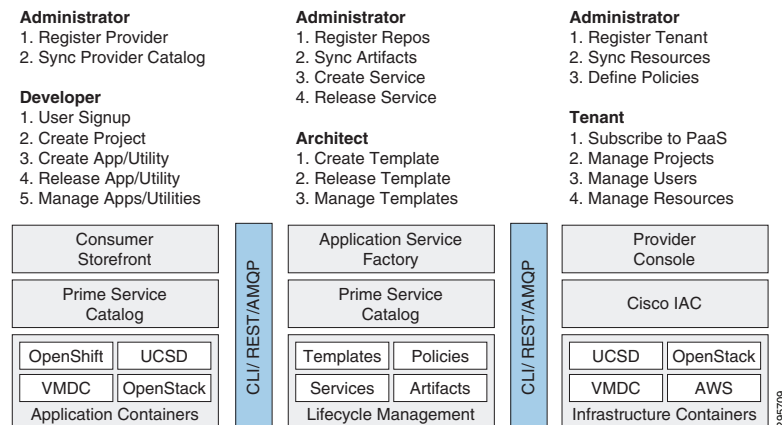 Administrator
1. Register Provider
2. Sync Provider Catalog
Developer
1. User Signup
2. Create Project
3. Create App/Utility
4. Release App/Utility
5. Manage Apps/Utilities
Consumer
Storefront
Prime Service
Catalog
OpenShift
UCSD
VMDC
OpenStack
Application Containers
CLI/ REST/AMQP
Administrator
1. Register Repos
2. Sync Artifacts
3. Create Service
4. Release Service
Architect
1. Create Template
2. Release Template
3. Manage Templates
Application Service
Factory
Prime Service
Catalog
Templates
Policies
Services
Artifacts
Lifecycle Management
CLI/ REST/AMQP
Administrator
1. Register Tenant
2. Sync Resources
3. Define Policies
Tenant
1. Subscribe to PaaS
2. Manage Projects
3. Manage Users
4. Manage Resources
Provider
Console
Cisco IAC
UCSD
OpenStack
VMDC
AWS
Infrastructure Containers